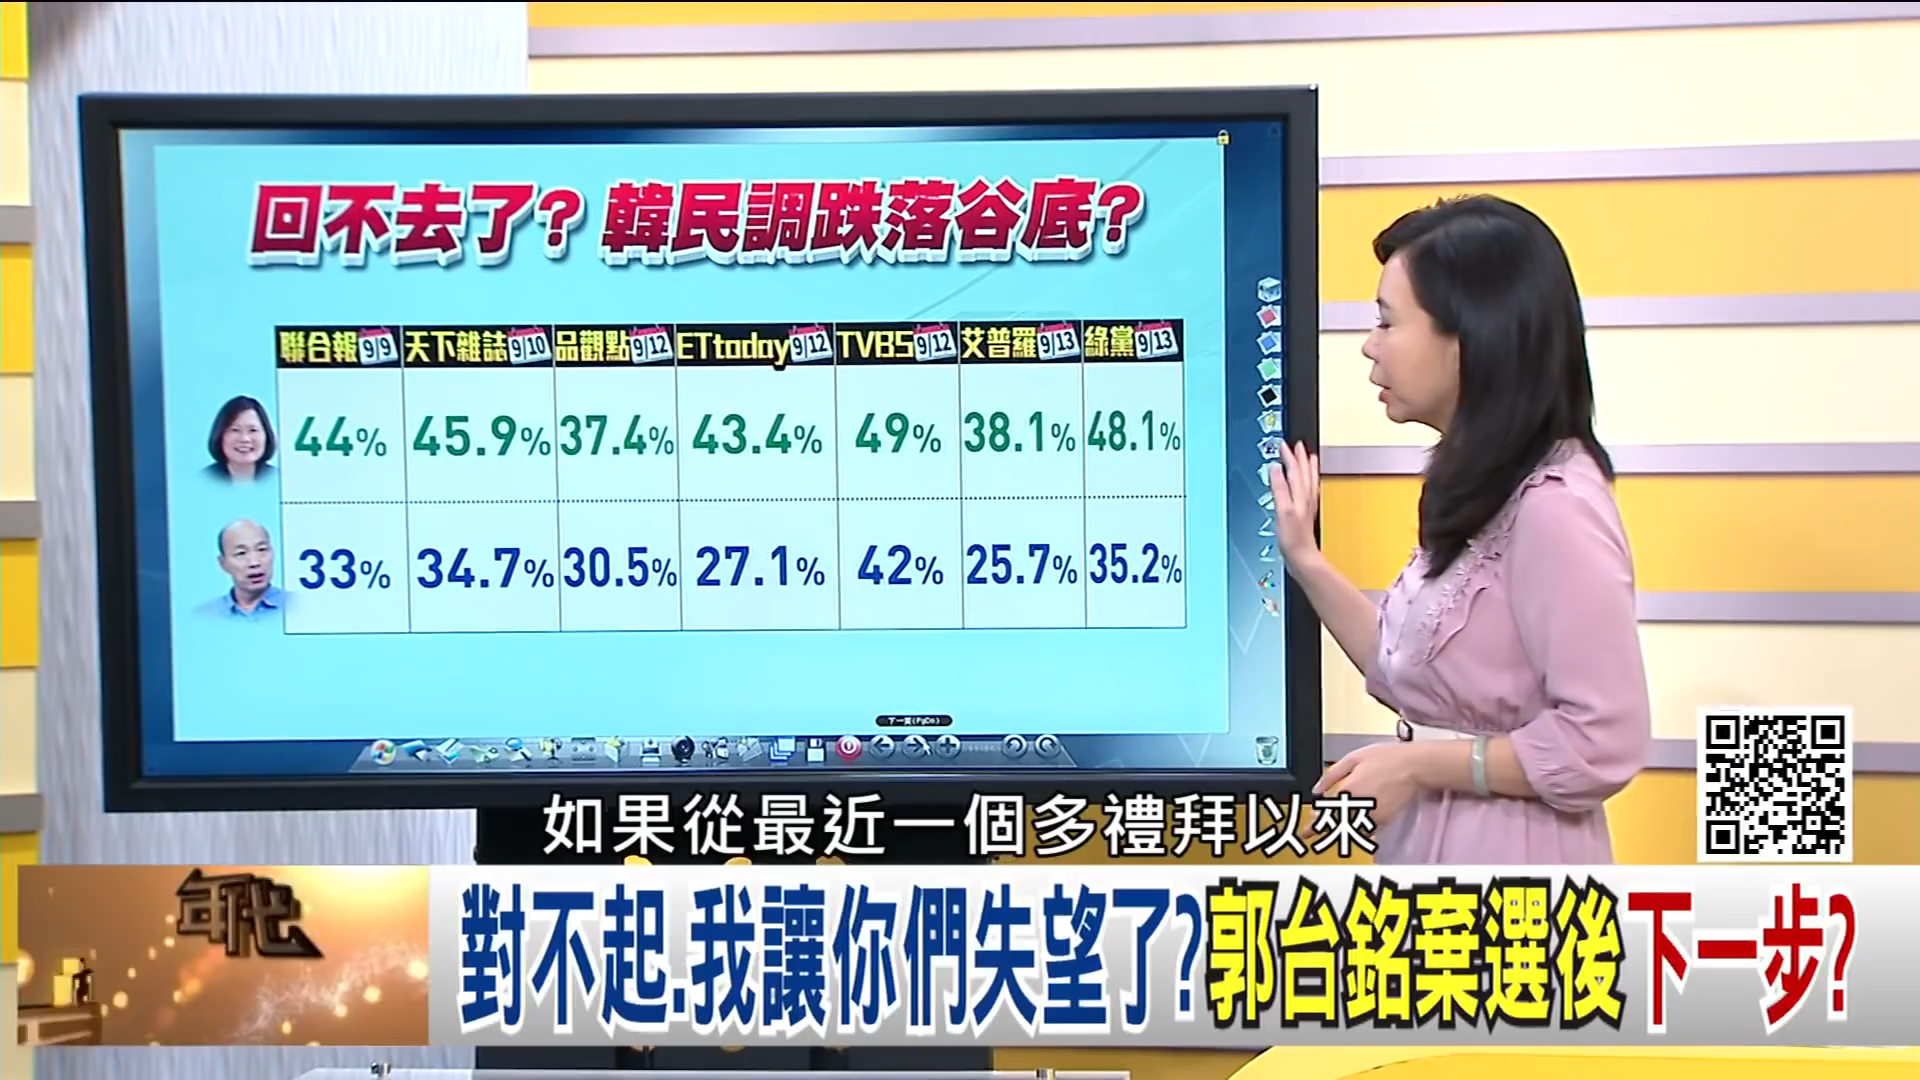 回不去了? 韓民調跌落谷底?
聯合報 9/9 天下雜誌 9/10 品觀點 9/12 ETtoday 9/12 TVBS 9/12 艾普羅 9/13 綠黨 9/13
44% 45.9% 37.4% 43.4% 49% 38.1% 48.1%
33% 34.7% 30.5% 27.1% 42% 25.7% 35.2%
下一頁(PgDn)
如果從最近一個多禮拜以來
年代
對不起.我讓你們失望了?郭台銘棄選後下一步?